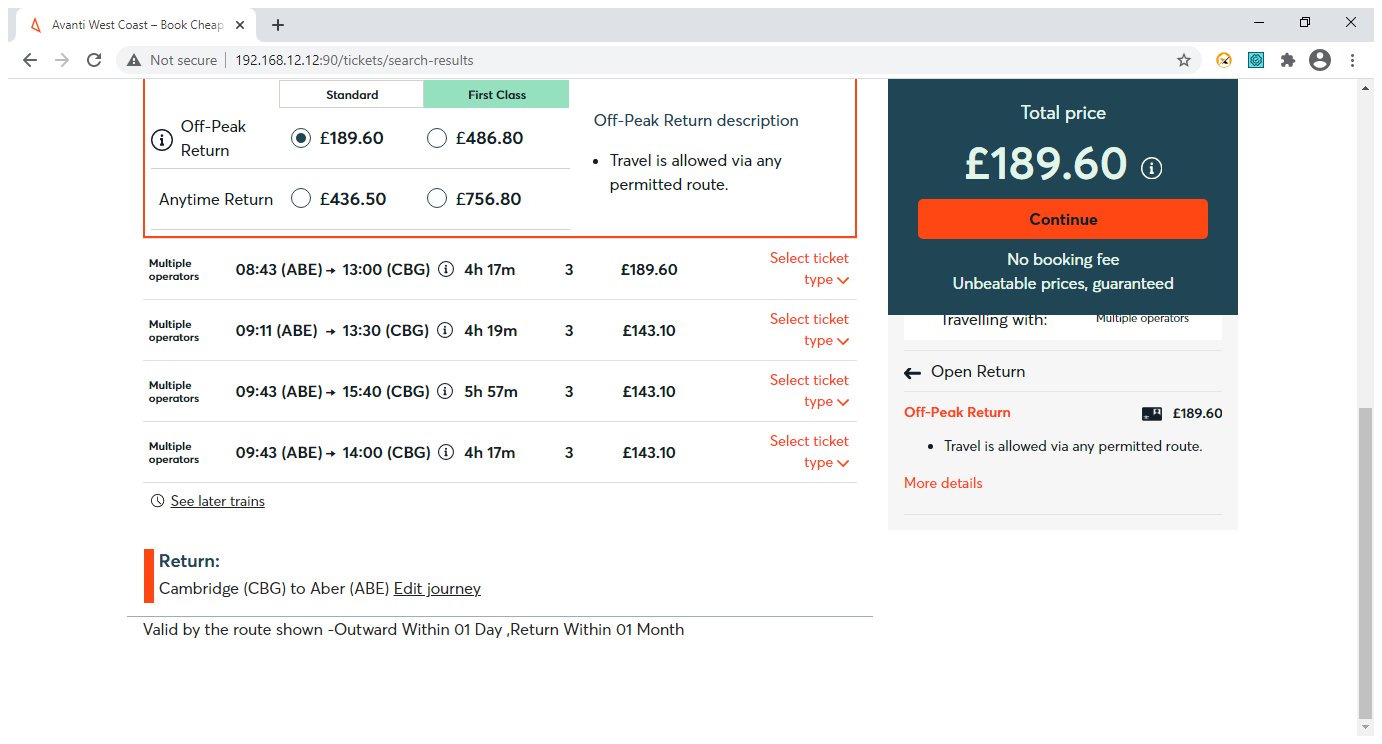 Avanti West Coast – Book Cheap
Not secure
192.168.12.12:90/tickets/search-results
Standard
First Class
Off-Peak
Return
£189.60
£486.80
Anytime Return
£436.50
£756.80
Off-Peak Return description
• Travel is allowed via any
permitted route.
Multiple
operators
08:43 (ABE) → 13:00 (CBG)
4h 17m
3
£189.60
Select ticket
type
Multiple
operators
09:11 (ABE) → 13:30 (CBG)
4h 19m
3
£143.10
Select ticket
type
Multiple
operators
09:43 (ABE) → 15:40 (CBG)
5h 57m
3
£143.10
Select ticket
type
Multiple
operators
09:43 (ABE) → 14:00 (CBG)
4h 17m
3
£143.10
Select ticket
type
See later trains
Return:
Cambridge (CBG) to Aber (ABE) Edit journey
Valid by the route shown -Outward Within 01 Day ,Return Within 01 Month
Total price
£189.60
Continue
No booking fee
Unbeatable prices, guaranteed
Travelling with:
Multiple operators
Open Return
Off-Peak Return
£189.60
• Travel is allowed via any permitted route.
More details